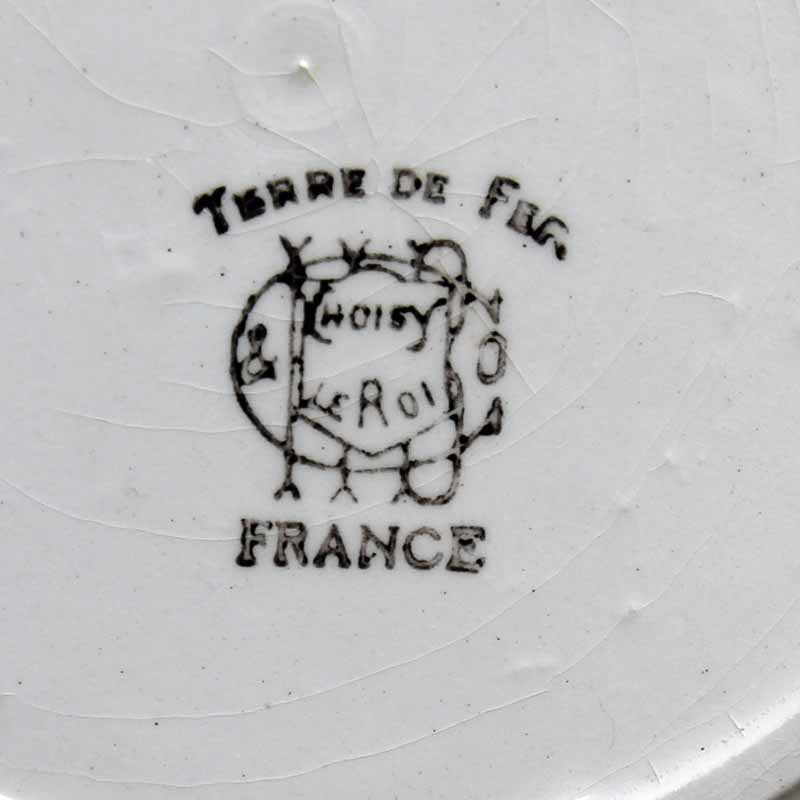 TERRE DE FER
CHOISY
LE ROI
&
FRANCE